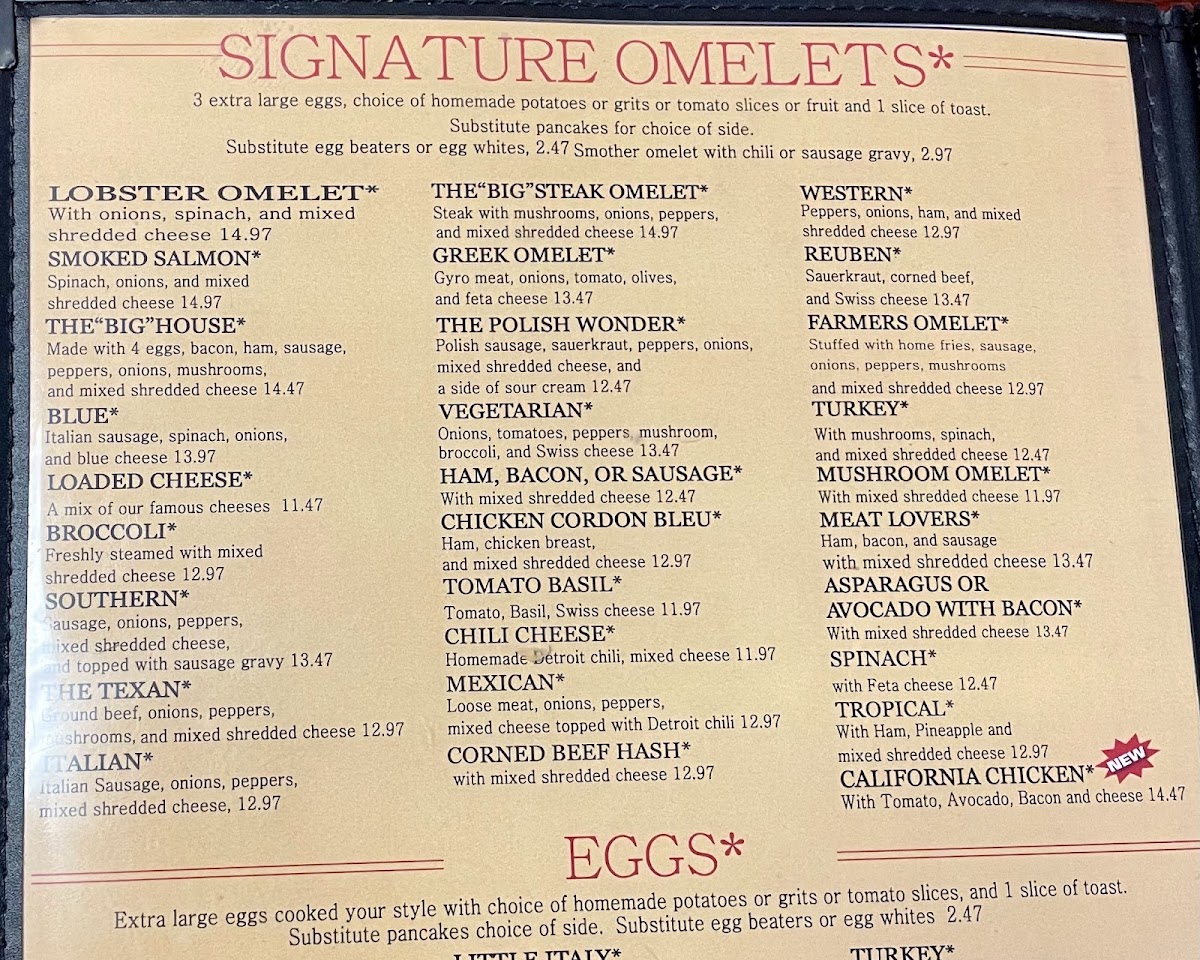 SIGNATURE OMELETS*
3 extra large eggs, choice of homemade potatoes or grits or tomato slices or fruit and 1 slice of toast.
Substitute pancakes for choice of side.
Substitute egg beaters or egg whites, 2.47 Smother omelet with chili or sausage gravy, 2.97
LOBSTER OMELET*
With onions, spinach, and mixed
shredded cheese 14.97
SMOKED SALMON*
Spinach, onions, and mixed
shredded cheese 14.97
THE“BIG”HOUSE*
Made with 4 eggs, bacon, ham, sausage,
peppers, onions, mushrooms,
and mixed shredded cheese 14.47
BLUE*
Italian sausage, spinach, onions,
and blue cheese 13.97
LOADED CHEESE*
A mix of our famous cheeses 11.47
BROCCOLI*
Freshly steamed with mixed
shredded cheese 12.97
SOUTHERN*
Sausage, onions, peppers,
mixed shredded cheese,
and topped with sausage gravy 13.47
THE TEXAN*
Ground beef, onions, peppers,
mushrooms, and mixed shredded cheese 12.97
ITALIAN*
Italian Sausage, onions, peppers,
mixed shredded cheese, 12.97
THE“BIG”STEAK OMELET*
Steak with mushrooms, onions, peppers,
and mixed shredded cheese 14.97
GREEK OMELET*
Gyro meat, onions, tomato, olives,
and feta cheese 13.47
THE POLISH WONDER*
Polish sausage, sauerkraut, peppers, onions,
mixed shredded cheese, and
a side of sour cream 12.47
VEGETARIAN*
Onions, tomatoes, peppers, mushroom,
broccoli, and Swiss cheese 13.47
HAM, BACON, OR SAUSAGE*
With mixed shredded cheese 12.47
CHICKEN CORDON BLEU*
Ham, chicken breast,
and mixed shredded cheese 12.97
TOMATO BASIL*
Tomato, Basil, Swiss cheese 11.97
CHILI CHEESE*
Homemade Detroit chili, mixed cheese 11.97
MEXICAN*
Loose meat, onions, peppers,
mixed cheese topped with Detroit chili 12.97
CORNED BEEF HASH*
with mixed shredded cheese 12.97
WESTERN*
Peppers, onions, ham, and mixed
shredded cheese 12.97
REUBEN*
Sauerkraut, corned beef,
and Swiss cheese 13.47
FARMERS OMELET*
Stuffed with home fries, sausage,
onions, peppers, mushrooms
and mixed shredded cheese 12.97
TURKEY*
With mushrooms, spinach,
and mixed shredded cheese 12.47
MUSHROOM OMELET*
With mixed shredded cheese 11.97
MEAT LOVERS*
Ham, bacon, and sausage
with mixed shredded cheese 13.47
ASPARAGUS OR
AVOCADO WITH BACON*
With mixed shredded cheese 13.47
SPINACH*
with Feta cheese 12.47
TROPICAL*
With Ham, Pineapple and
mixed shredded cheese 12.97
CALIFORNIA CHICKEN* NEW
With Tomato, Avocado, Bacon and cheese 14.47
EGGS*
Extra large eggs cooked your style with choice of homemade potatoes or grits or tomato slices, and 1 slice of toast.
Substitute pancakes choice of side. Substitute egg beaters or egg whites 2.47
LITTLE ITALY*
TURKEY*